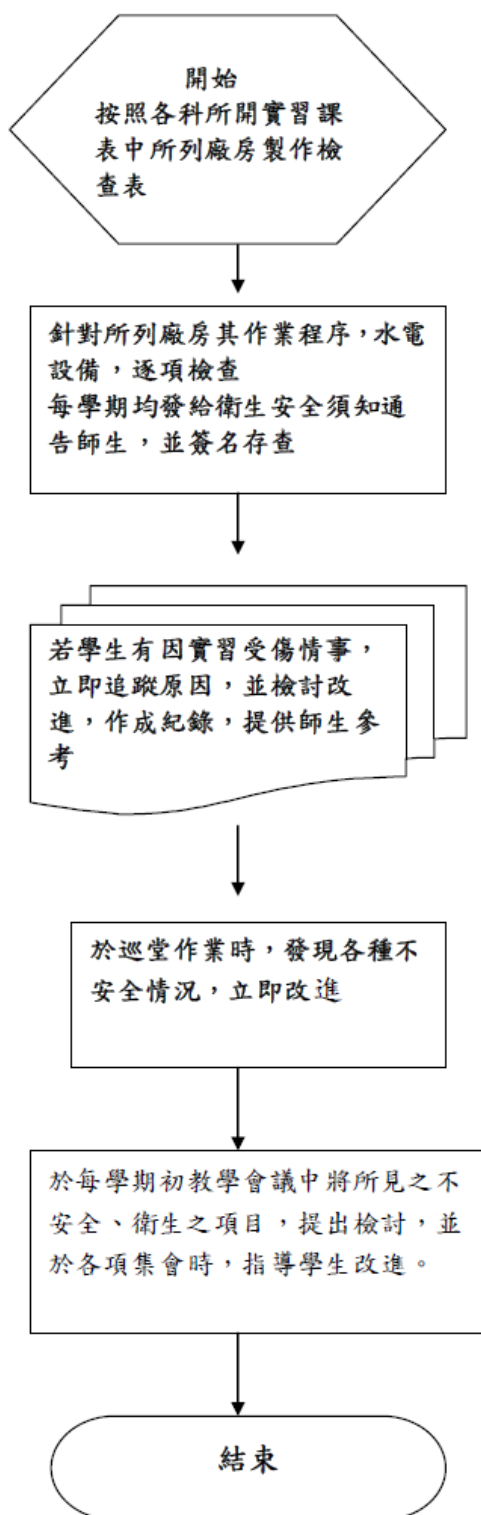 開始
按照各科所開實習課
表中所列廠房製作檢
查表
針對所列廠房其作業程序,水電
設備,逐項檢查
每學期均發給衛生安全須知通
告師生,並簽名存查
若學生有因實習受傷情事,
立即追蹤原因,並檢討改
進,作成紀錄,提供師生參
考
於巡堂作業時,發現各種不
安全情況,立即改進
於每學期初教學會議中將所見之不
安全、衛生之項目,提出檢討,並
於各項集會時,指導學生改進。
結束